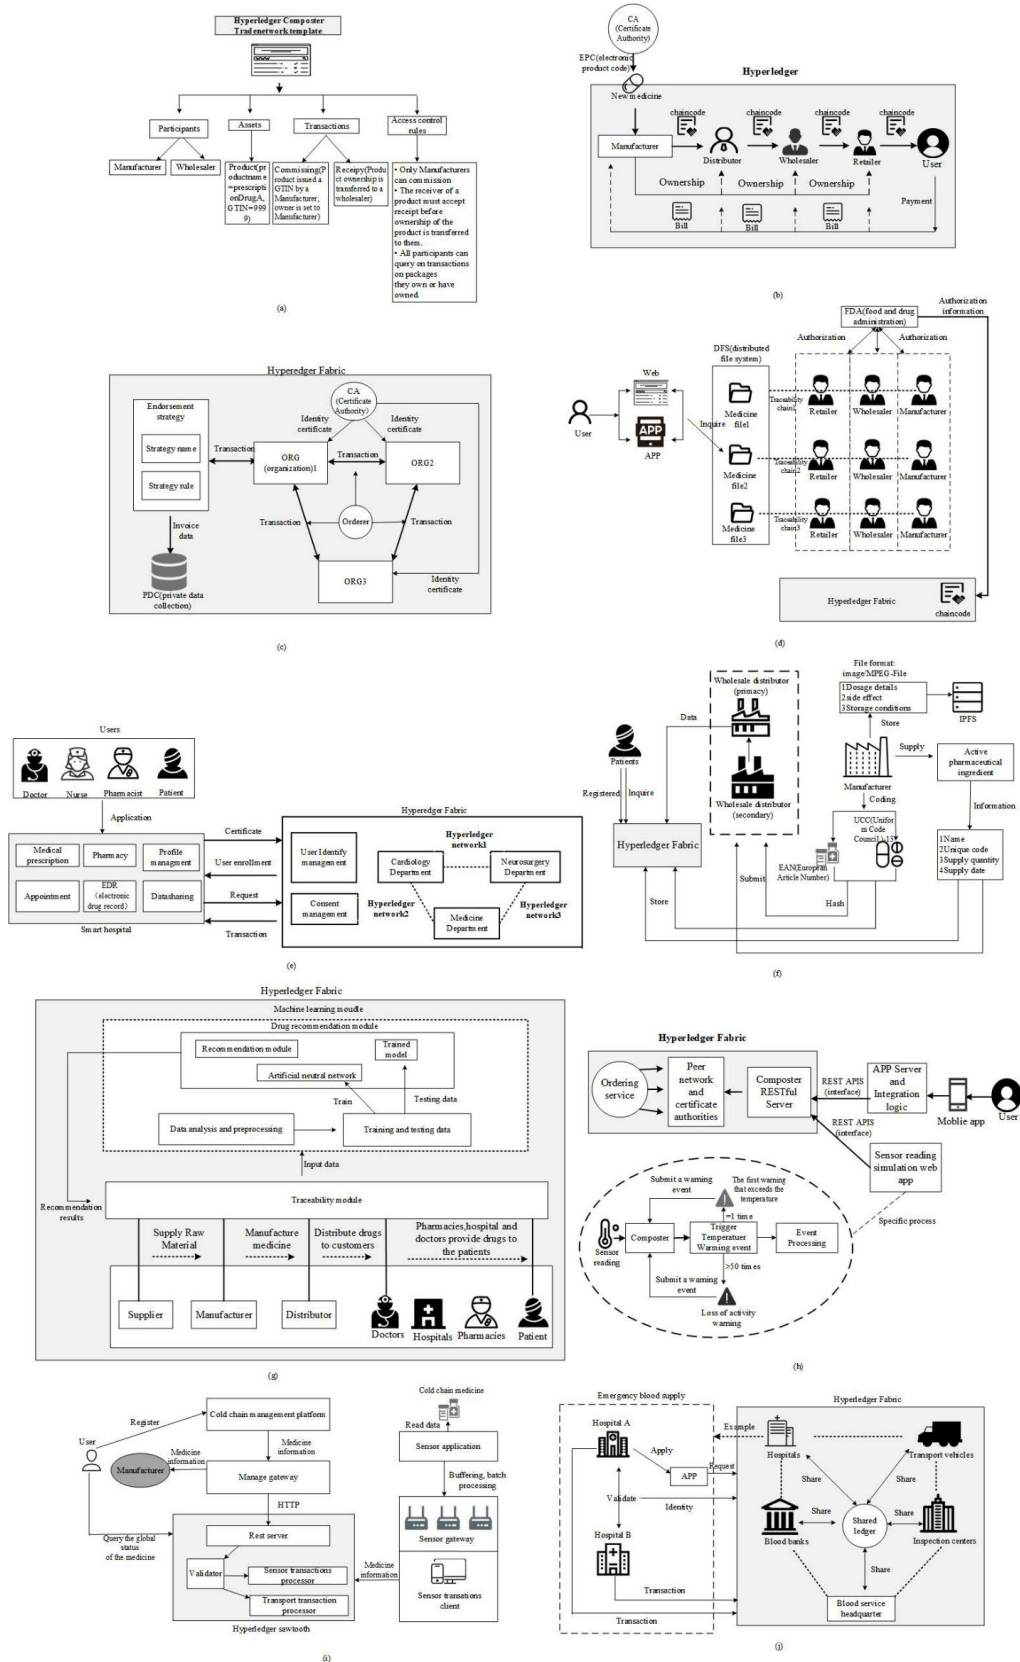 Hyperledger Composter
Tradenetwork template
Participants
Assets
Transactions
Access control
rules
Manufacturer
Wholesaler
Product(pr
oductname
=prescripti
onDrugA,
GTIN=999
9)
Commissing(P
roduct issued a
GTIN by a
Manufacturer,
owner is set to
Manufacturer)
Receipy(Produ
ct ownership is
transferred to a
wholesaler)
• Only Manufacturers
can commission
• The receiver of a
product must accept
receipt before
ownership of the
product is transferred
to them.
• All participants can
query on transactions
on packages
they own or have
owned.
(a)
CA
(Certificate
Authority)
EPC(electronic
product code)
Hyperledger
New medicine
chaincode
chaincode
chaincode
chaincode
Manufacturer
Distributor
Wholesaler
Retailer
User
Ownership
Ownership
Ownership
Payment
Bill
Bill
Bill
(b)
Hyperedger Fabric
CA
(Certificate
Authority)
Endorsement
strategy
Identity
certificate
Identity
certificate
Strategy name
Strategy rule
Transaction
ORG
(organization)1
Transaction
ORG2
Transaction
Orderer
Transaction
Invoice
data
ORG3
Identity
certificate
PDC(private data
collection)
(c)
FDA(food and drug
administration)
Authorization
information
Authorization
Authorization
DFS(distributed
file system)
Web
User
APP
APP
Inquire
Medicine
file1
Traceability
chain1
Retailer
Wholesaler
Manufacturer
Medicine
file2
Traceability
chain2
Retailer
Wholesaler
Manufacturer
Medicine
file3
Traceability
chain3
Retailer
Wholesaler
Manufacturer
Hyperledger Fabric
chaincode
(d)
Users
Doctor
Nurse
Pharmacist
Patient
Application
Medical
prescription
Pharmacy
Profile
managment
Appointment
EDR
(electronic
drug record)
Datasharing
Smart hospital
Certificate
User enrollment
Request
Transaction
Hyperedger Fabric
User Identify
management
Consent
management
Hyperledger
network1
Cardiology
Department
Neurosurgery
Department
Hyperledger
network2
Hyperledger
network3
Medicine
Department
(e)
Wholesale distributor
(primacy)
Wholesale distributor
(secondary)
Data
Patients
Registered
Inquire
Hyperledger Fabric
File format:
image/MPEG-File
1Dosage details
2side effect
3Storage conditions
IPFS
Store
Supply
Manufacturer
Active
pharmaceutical
ingredient
Coding
Information
UCC(Unifor
m Code
Council)-13
EAN(European
Article Number)
1Name
2Unique code
3Supply quantity
4Supply date
Submit
Hash
Store
(f)
Hyperledger Fabric
Machine learning moudle
Drug recommendation module
Recommendation module
Trained
model
Artificial neutral network
Train
Testing data
Data analysis and preprocessing
Training and testing data
Input data
Recommendation
results
Traceability module
Supply Raw
Material
Manufacture
medicine
Distribute drugs
to customers
Pharmacies,hospital and
doctors provide drugs to
the patients
Supplier
Manufacturer
Distributor
Doctors
Hospitals
Pharmacies
Patient
(g)
Hyperledger Fabric
Ordering
service
Peer
network
and
certificate
authorities
Composter
RESTful
Server
REST APIS
(interface)
APP Server
and
Integration
logic
Moblie app
User
REST APIS
(interface)
Sensor reading
simulation web
app
Specific process
Submit a warning
event
The first warning
that exceeds the
temperature
=1 time
Sensor
reading
Composter
Trigger
Temperatuer
Warming event
Event
Processing
>50 times
Submit a warning
event
Loss of activity
warning
(h)
User
Register
Cold chain management platform
Medicine
information
Manufacturer
Medicine
information
Manage gateway
HTTP
Query the global
status
of the medicine
Rest server
Validator
Sensor transactions
processor
Transport transaction
processor
Hyperledger sawtooth
Medicine
information
Cold chain medicine
Read data
Sensor application
Buffering, batch
processing
Sensor gateway
Sensor transations
client
(i)
Emergency blood supply
Hospital A
Apply
APP
Request
Validate
Identity
Hospital B
Transaction
Transaction
Hyperledger Fabric
Example
Hospitals
Transport vehicles
Share
Share
Blood banks
Share
Shared
ledger
Share
Inspection centers
Share
Blood service
headquarter
(j)